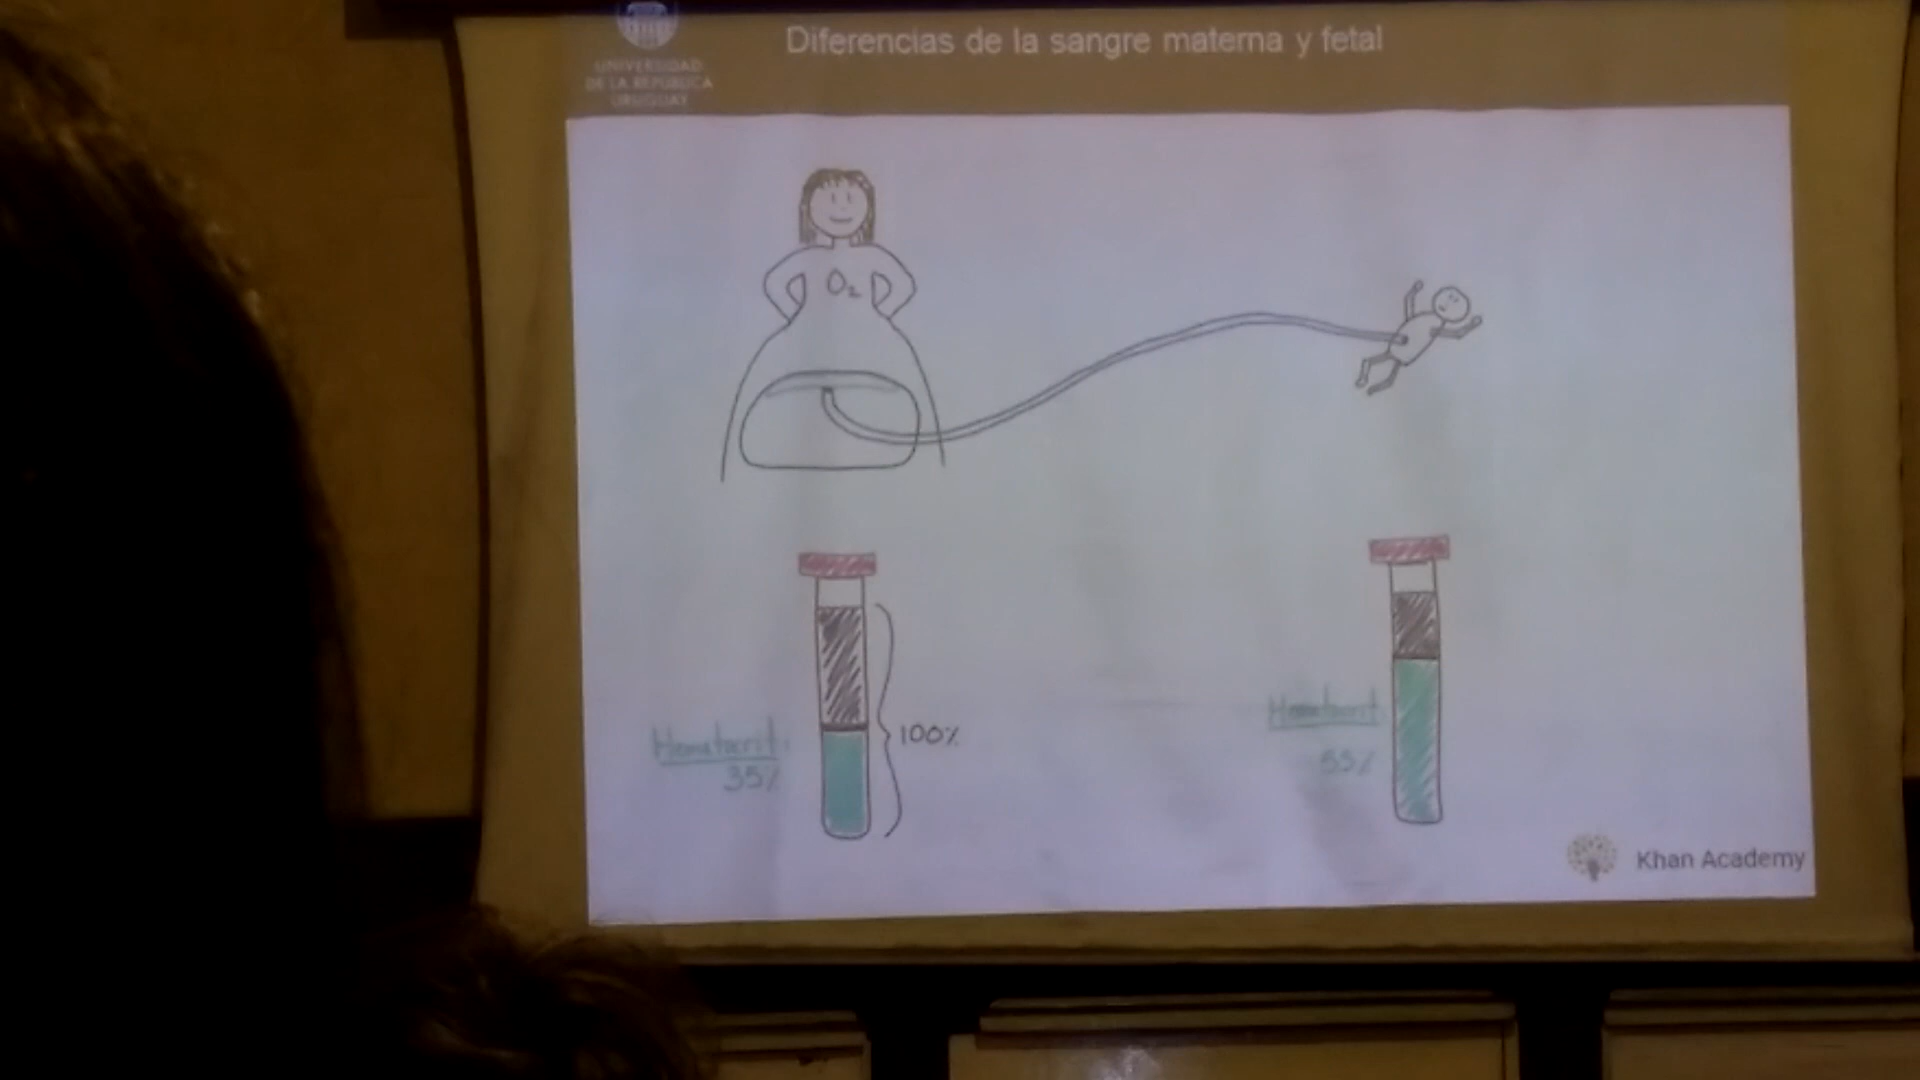 UNIVERSIDAD
DE LA REPÚBLICA
URUGUAY
Diferencias de la sangre materna y fetal
O₂
Hematocrit
35%
100%
Hematocrit
55%
Khan Academy